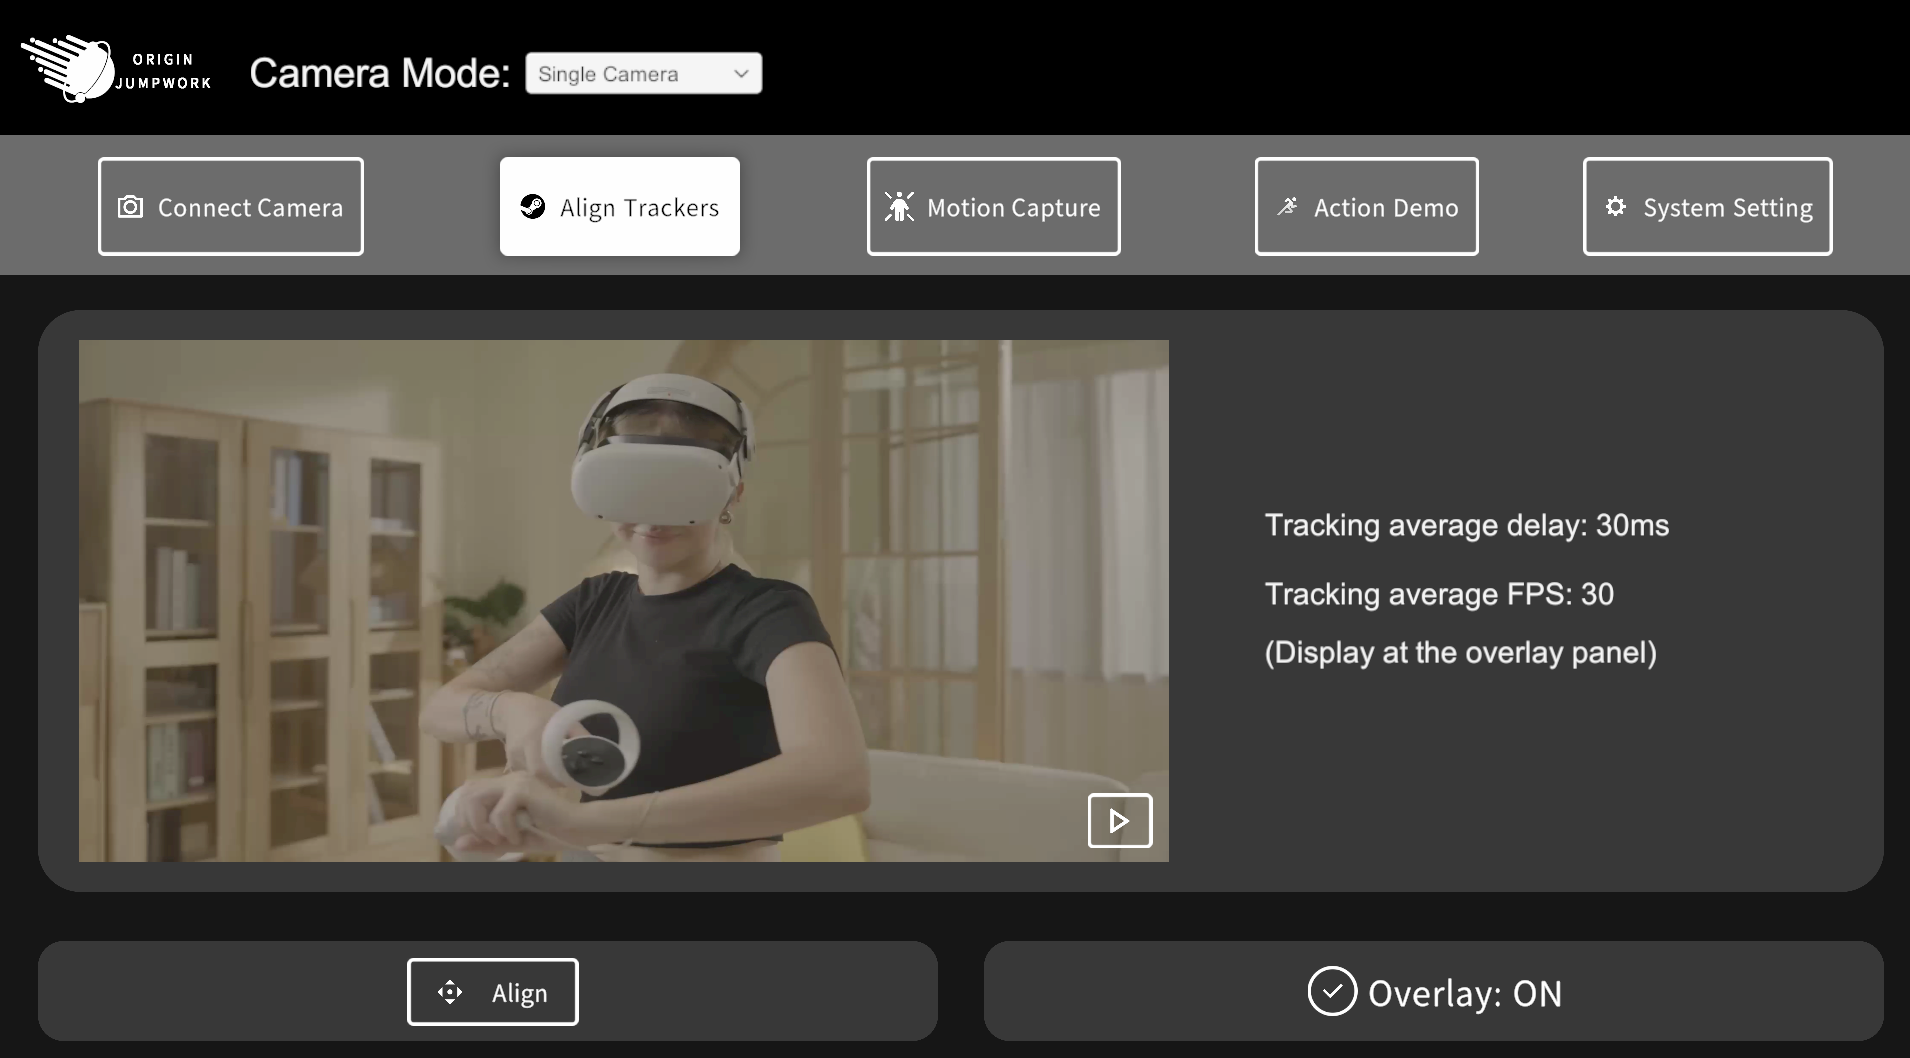 ORIGIN
JUMPWORK
Camera Mode:
Single Camera
Connect Camera
Align Trackers
Motion Capture
Action Demo
System Setting
Tracking average delay: 30ms
Tracking average FPS: 30
(Display at the overlay panel)
Align
Overlay: ON